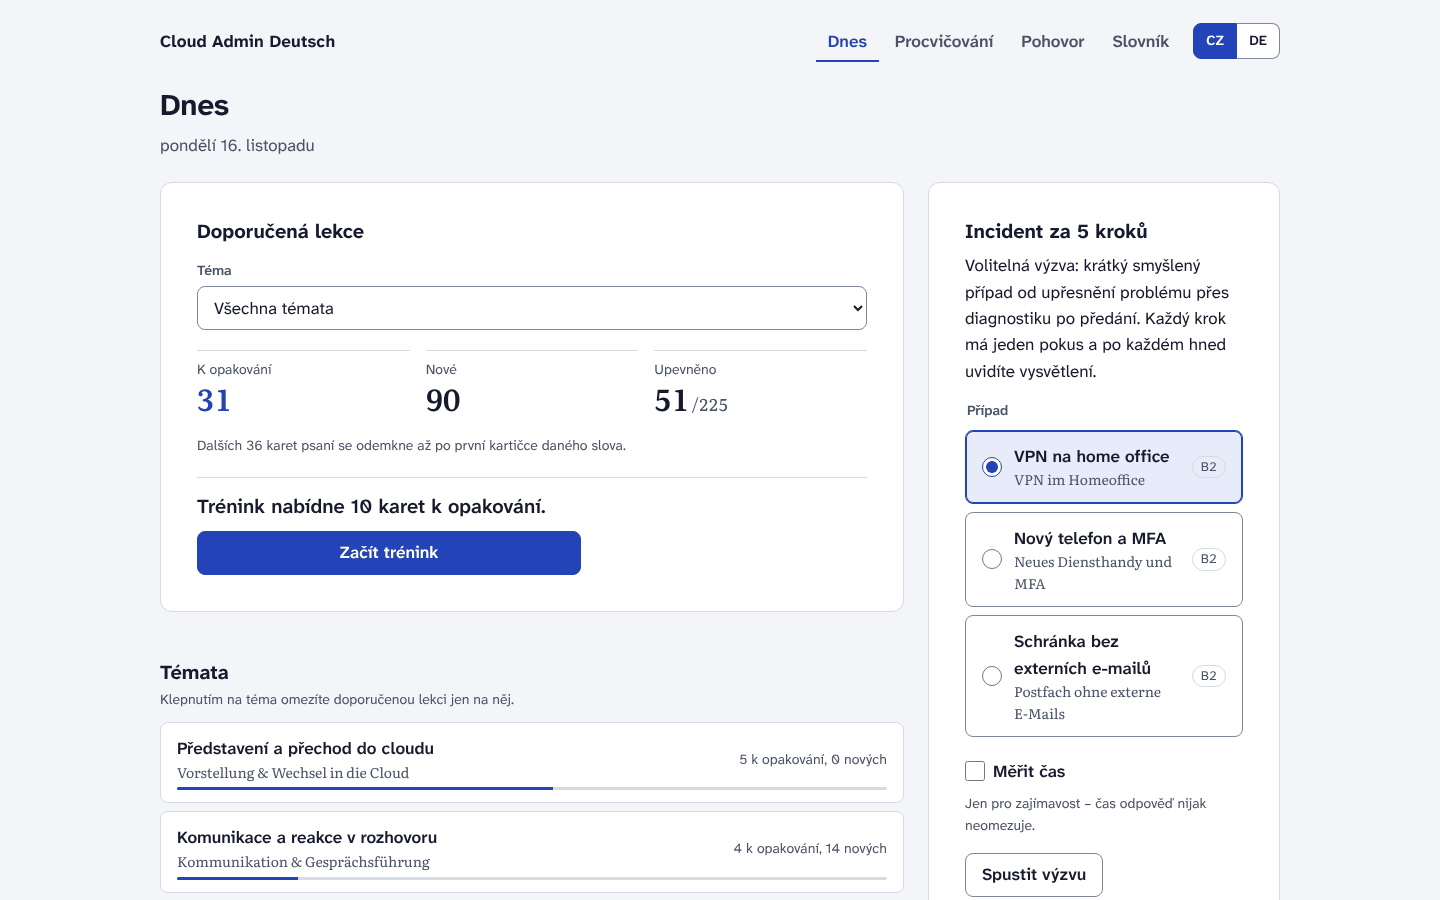 Cloud Admin Deutsch
Dnes
Procvičování
Pohovor
Slovník
CZ
DE
Dnes
pondělí 16. listopadu
Doporučená lekce
Téma
Všechna témata
K opakování
31
Nové
90
Upevněno
51/225
Dalších 36 karet psaní se odemkne až po první kartičce daného slova.
Trénink nabídne 10 karet k opakování.
Začít trénink
Témata
Klepnutím na téma omezíte doporučenou lekci jen na něj.
Představení a přechod do cloudu
Vorstellung & Wechsel in die Cloud
5 k opakování, 0 nových
Komunikace a reakce v rozhovoru
Kommunikation & Gesprächsführung
4 k opakování, 14 nových
Incident za 5 kroků
Volitelná výzva: krátký smyšlený
případ od upřesnění problému přes
diagnostiku po předání. Každý krok
má jeden pokus a po každém hned
uvidíte vysvětlení.
Případ
VPN na home office
VPN im Homeoffice
B2
Nový telefon a MFA
Neues Diensthandy und
MFA
B2
Schránka bez
externích e-mailů
Postfach ohne externe
E-Mails
B2
Měřit čas
Jen pro zajímavost – čas odpověď nijak
neomezuje.
Spustit výzvu